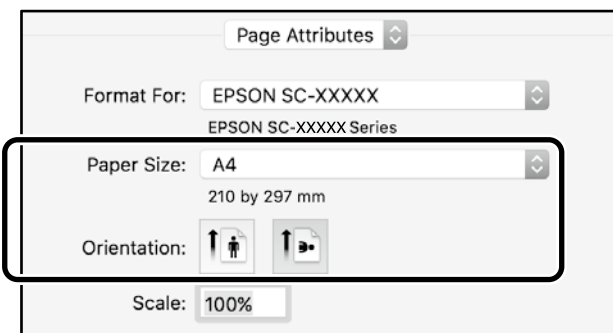 Page Attributes
Format For: EPSON SC-XXXXX
EPSON SC-XXXXX Series
Paper Size: A4
210 by 297 mm
Orientation:
Scale: 100%